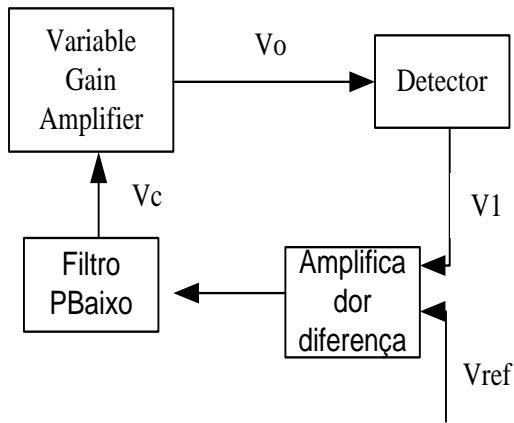 Variable
Gain
Amplifier
Vo
Detector
Vc
V1
Filtro
PBaixo
Amplifica
dor
diferença
Vref